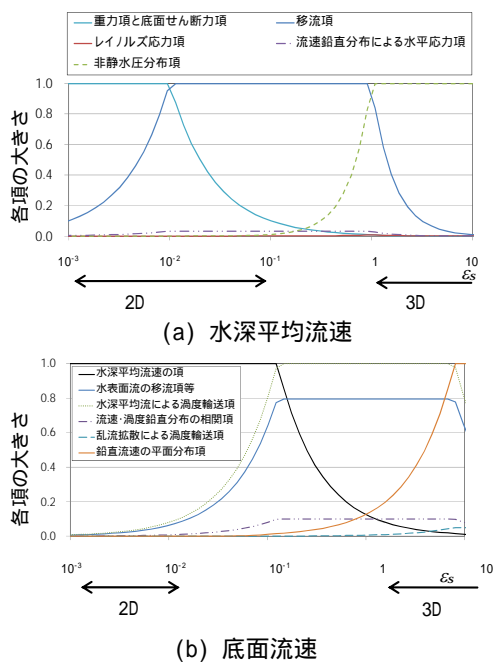 重力項と底面せん断力項 移流項
レイノルズ応力項 流速鉛直分布による水平応力項
非静水圧分布項
各項の大きさ
1.0
0.8
0.6
0.4
0.2
0.0
10-3 10-2 10-1 1 10
εs
2D 3D
(a) 水深平均流速
水深平均流速の項
水表面流の移流項等
水深平均流による渦度輸送項
流速・渦度鉛直分布の相関項
乱流拡散による渦度輸送項
鉛直流速の平面分布項
各項の大きさ
1.0
0.8
0.6
0.4
0.2
0.0
10-3 10-2 10-1 1 10
εs
2D 3D
(b) 底面流速